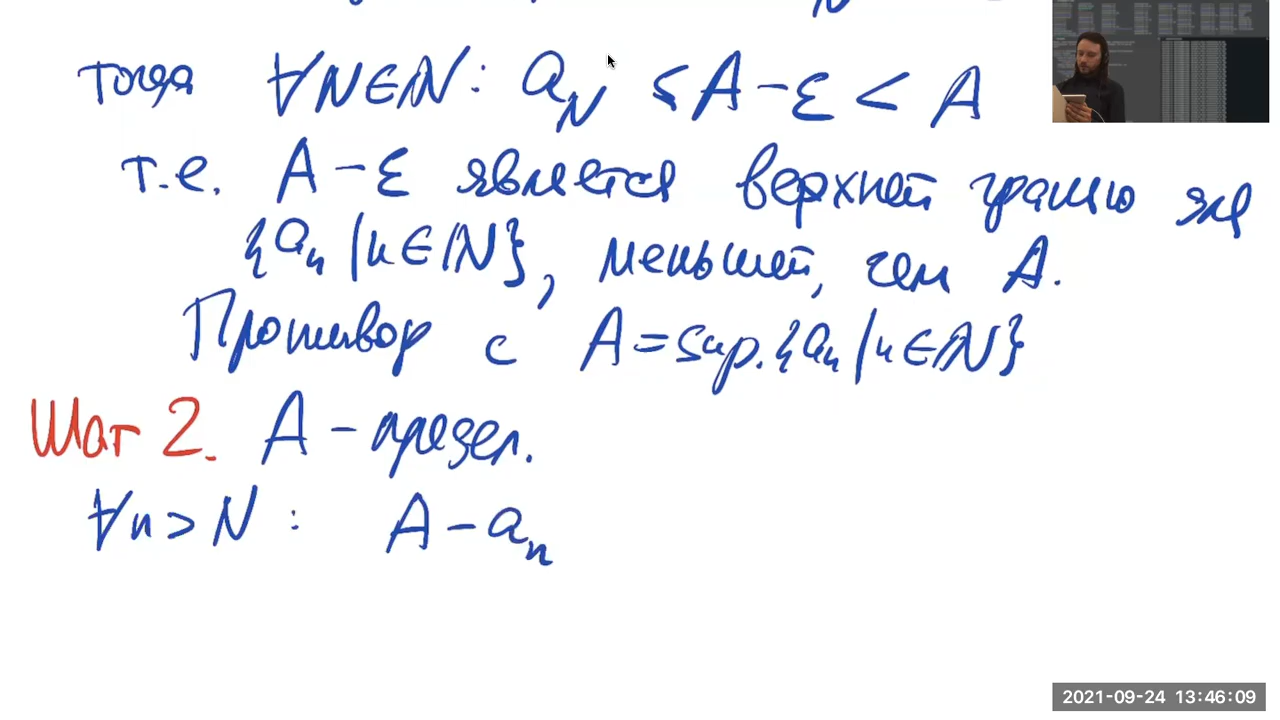 тогда ∀N∈ℕ: a_N ≤ A − ε < A
т.е. A − ε является верхней гранью для
{a_n | n ∈ ℕ}, меньшей, чем A.
Противор с A = sup.{a_n | n ∈ ℕ}
Шаг 2. A – предел.
∀n > N : A − a_n
2021-09-24 13:46:09